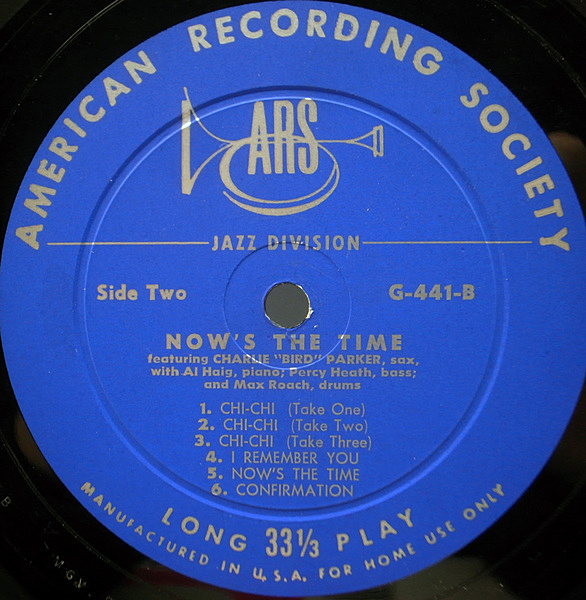 AMERICAN RECORDING SOCIETY
ARS
JAZZ DIVISION
Side Two
G-441-B
NOW'S THE TIME
featuring CHARLIE "BIRD" PARKER, sax,
with Al Haig, piano; Percy Heath, bass;
and Max Roach, drums
1. CHI-CHI (Take One)
2. CHI-CHI (Take Two)
3. CHI-CHI (Take Three)
4. I REMEMBER YOU
5. NOW'S THE TIME
6. CONFIRMATION
LONG 33 1/3 PLAY
MANUFACTURED IN U.S.A. FOR HOME USE ONLY